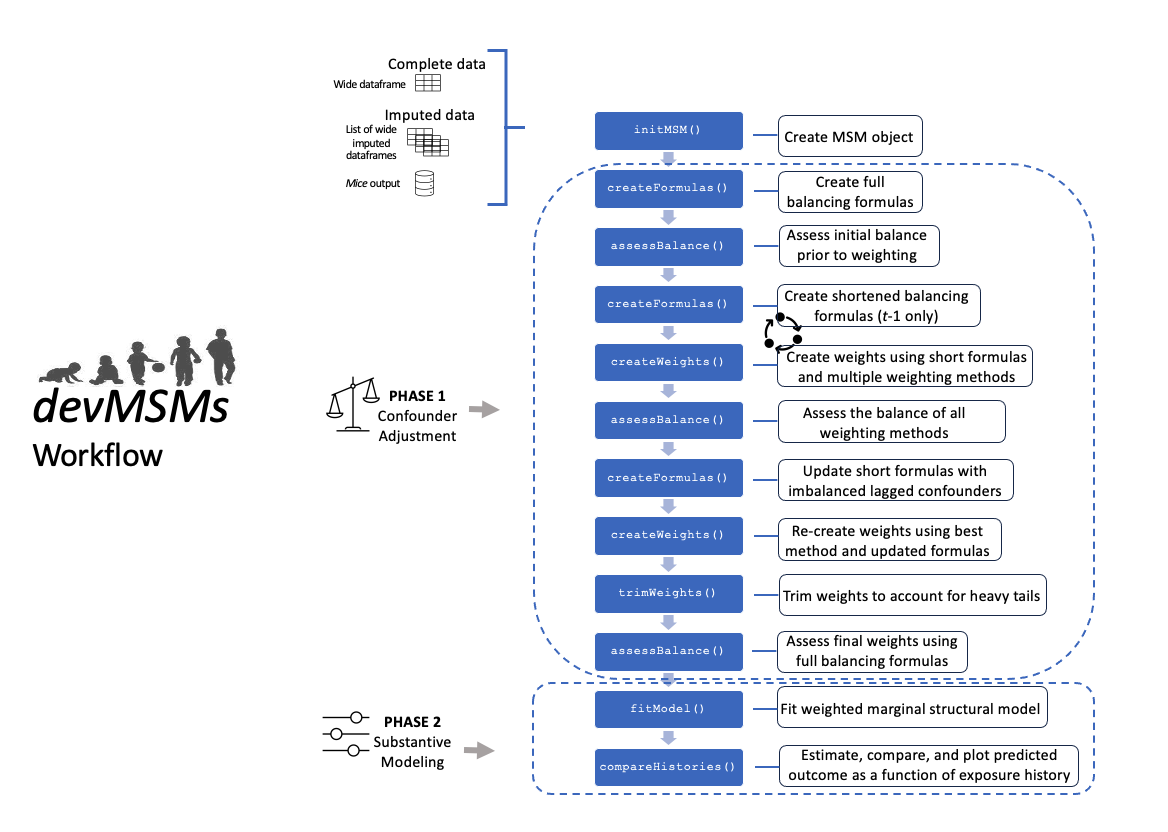 Complete data
Wide dataframe
Imputed data
List of wide
imputed
dataframes
Mice output
devMSMs
Workflow
PHASE 1
Confounder
Adjustment
PHASE 2
Substantive
Modeling
initMSM()
Create MSM object
createFormulas()
Create full
balancing formulas
assessBalance()
Assess initial balance
prior to weighting
createFormulas()
Create shortened balancing
formulas (t-1 only)
createWeights()
Create weights using short formulas
and multiple weighting methods
assessBalance()
Assess the balance of all
weighting methods
createFormulas()
Update short formulas with
imbalanced lagged confounders
createWeights()
Re-create weights using best
method and updated formulas
trimWeights()
Trim weights to account for heavy tails
assessBalance()
Assess final weights using
full balancing formulas
fitModel()
Fit weighted marginal structural model
compareHistories()
Estimate, compare, and plot predicted
outcome as a function of exposure history